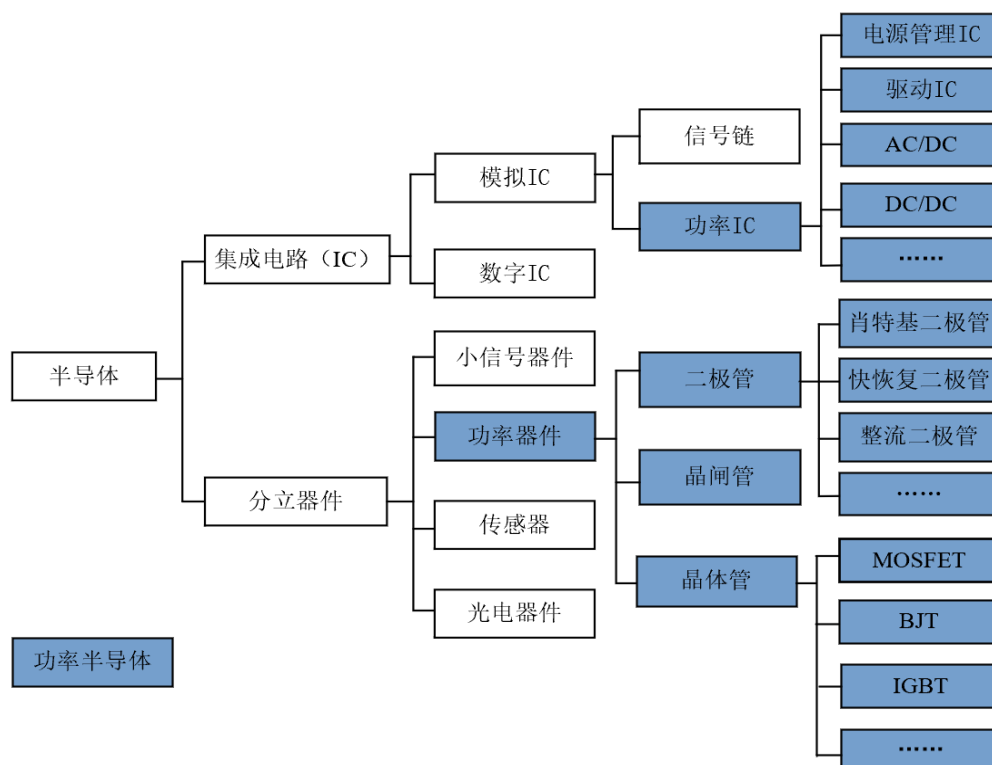 电源管理IC
驱动IC
信号链
AC/DC
模拟IC
DC/DC
功率IC
集成电路（IC）
数字IC
……
肖特基二极管
小信号器件
半导体
二极管
快恢复二极管
功率器件
整流二极管
晶闸管
分立器件
……
传感器
MOSFET
晶体管
光电器件
BJT
功率半导体
IGBT
……